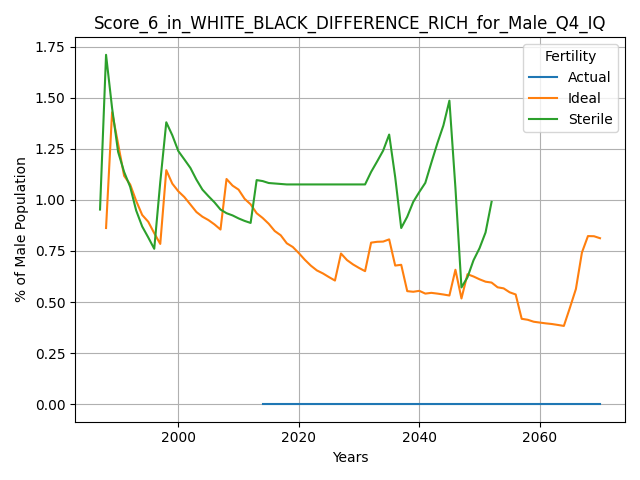 Score_6_in_WHITE_BLACK_DIFFERENCE_RICH_for_Male_Q4_IQ
Fertility
Actual
Ideal
Sterile
% of Male Population
1.75
1.50
1.25
1.00
0.75
0.50
0.25
0.00
2000 2020 2040 2060
Years